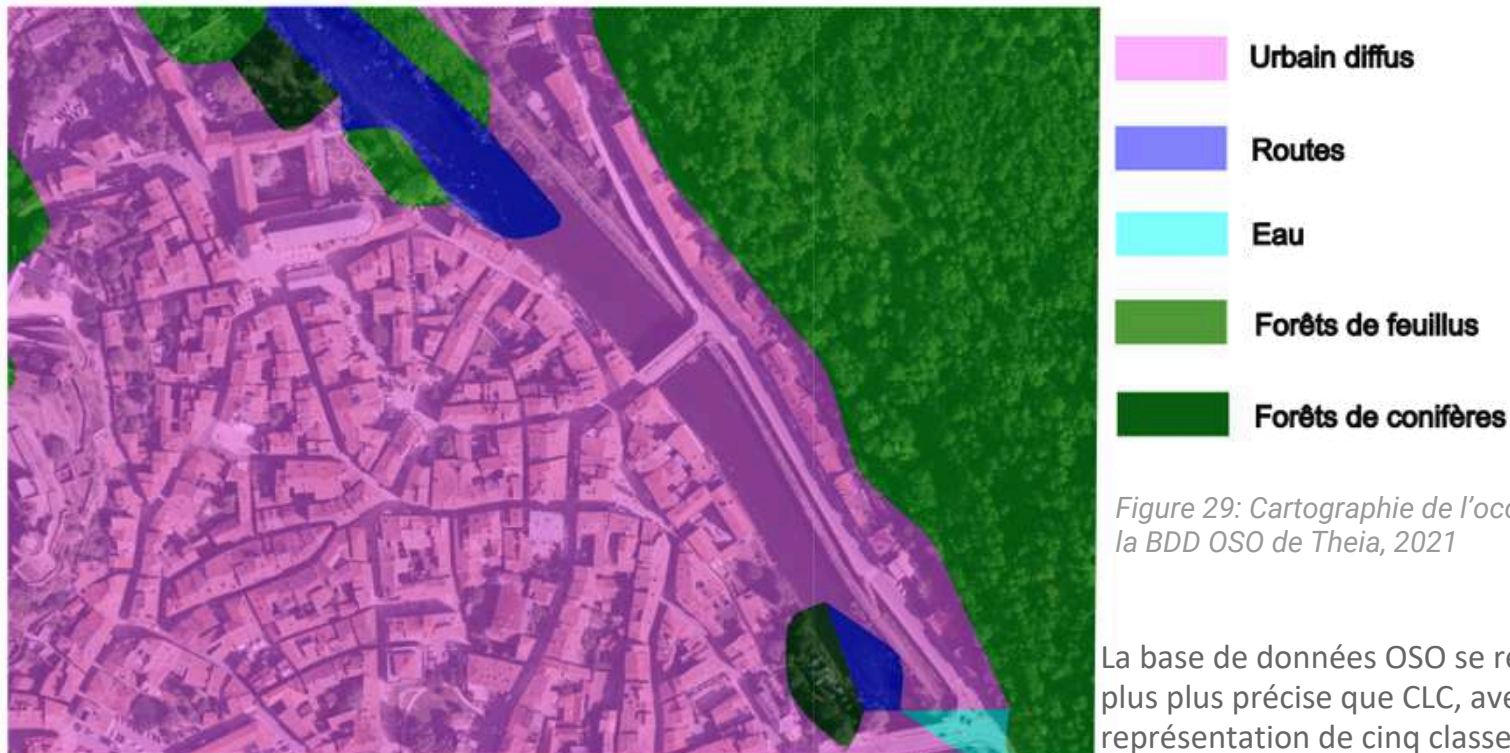 Urbain diffus
Routes
Eau
Forêts de feuillus
Forêts de conifères
Figure 29: Cartographie de l'occ
la BDD OSO de Theia, 2021
La base de données OSO se re
plus plus précise que CLC, ave
représentation de cinq classe